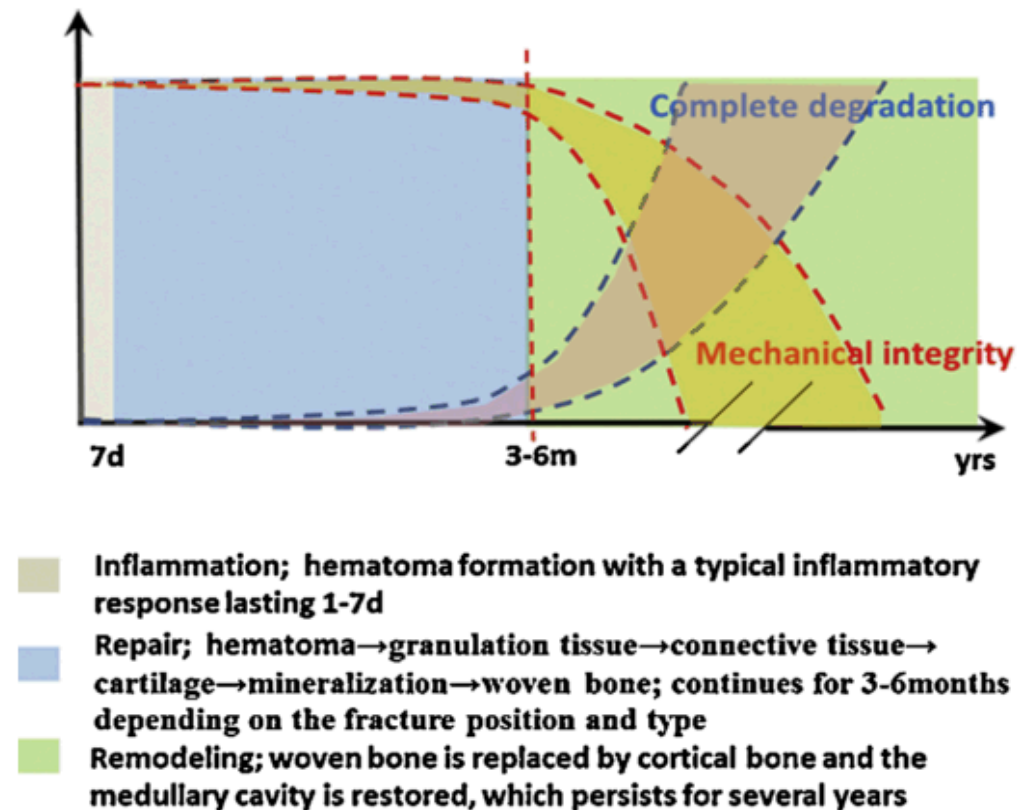 Complete degradation
Mechanical integrity
7d
3-6m
yrs
Inflammation; hematoma formation with a typical inflammatory
response lasting 1-7d
Repair; hematoma→granulation tissue→connective tissue→
cartilage→mineralization→woven bone; continues for 3-6months
depending on the fracture position and type
Remodeling; woven bone is replaced by cortical bone and the
medullary cavity is restored, which persists for several years